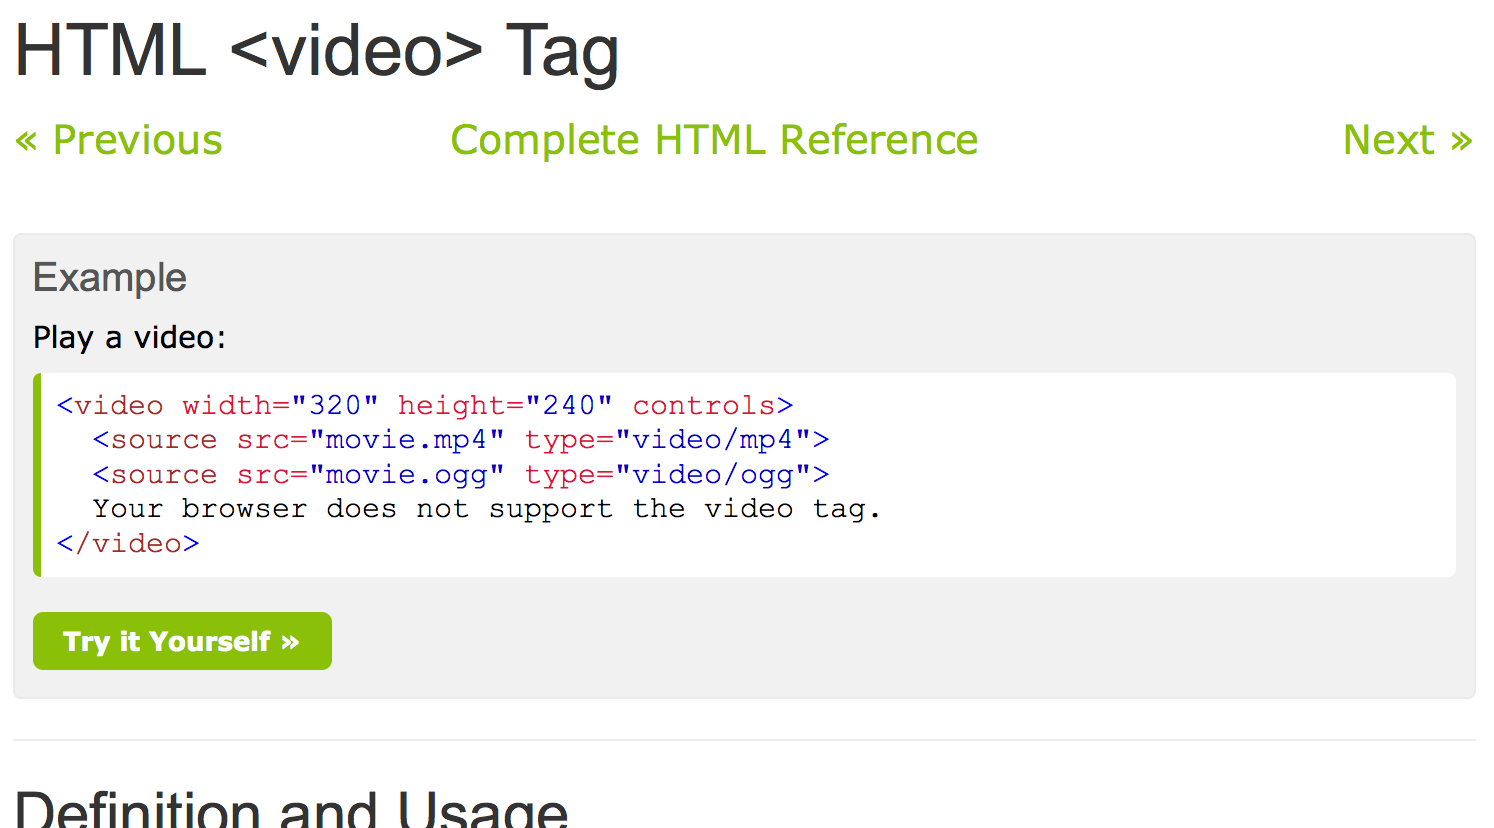 HTML <video> Tag
« Previous Complete HTML Reference Next »
Example
Play a video:
<video width="320" height="240" controls>
  <source src="movie.mp4" type="video/mp4">
  <source src="movie.ogg" type="video/ogg">
  Your browser does not support the video tag.
</video>
Try it Yourself »
Definition and Usage